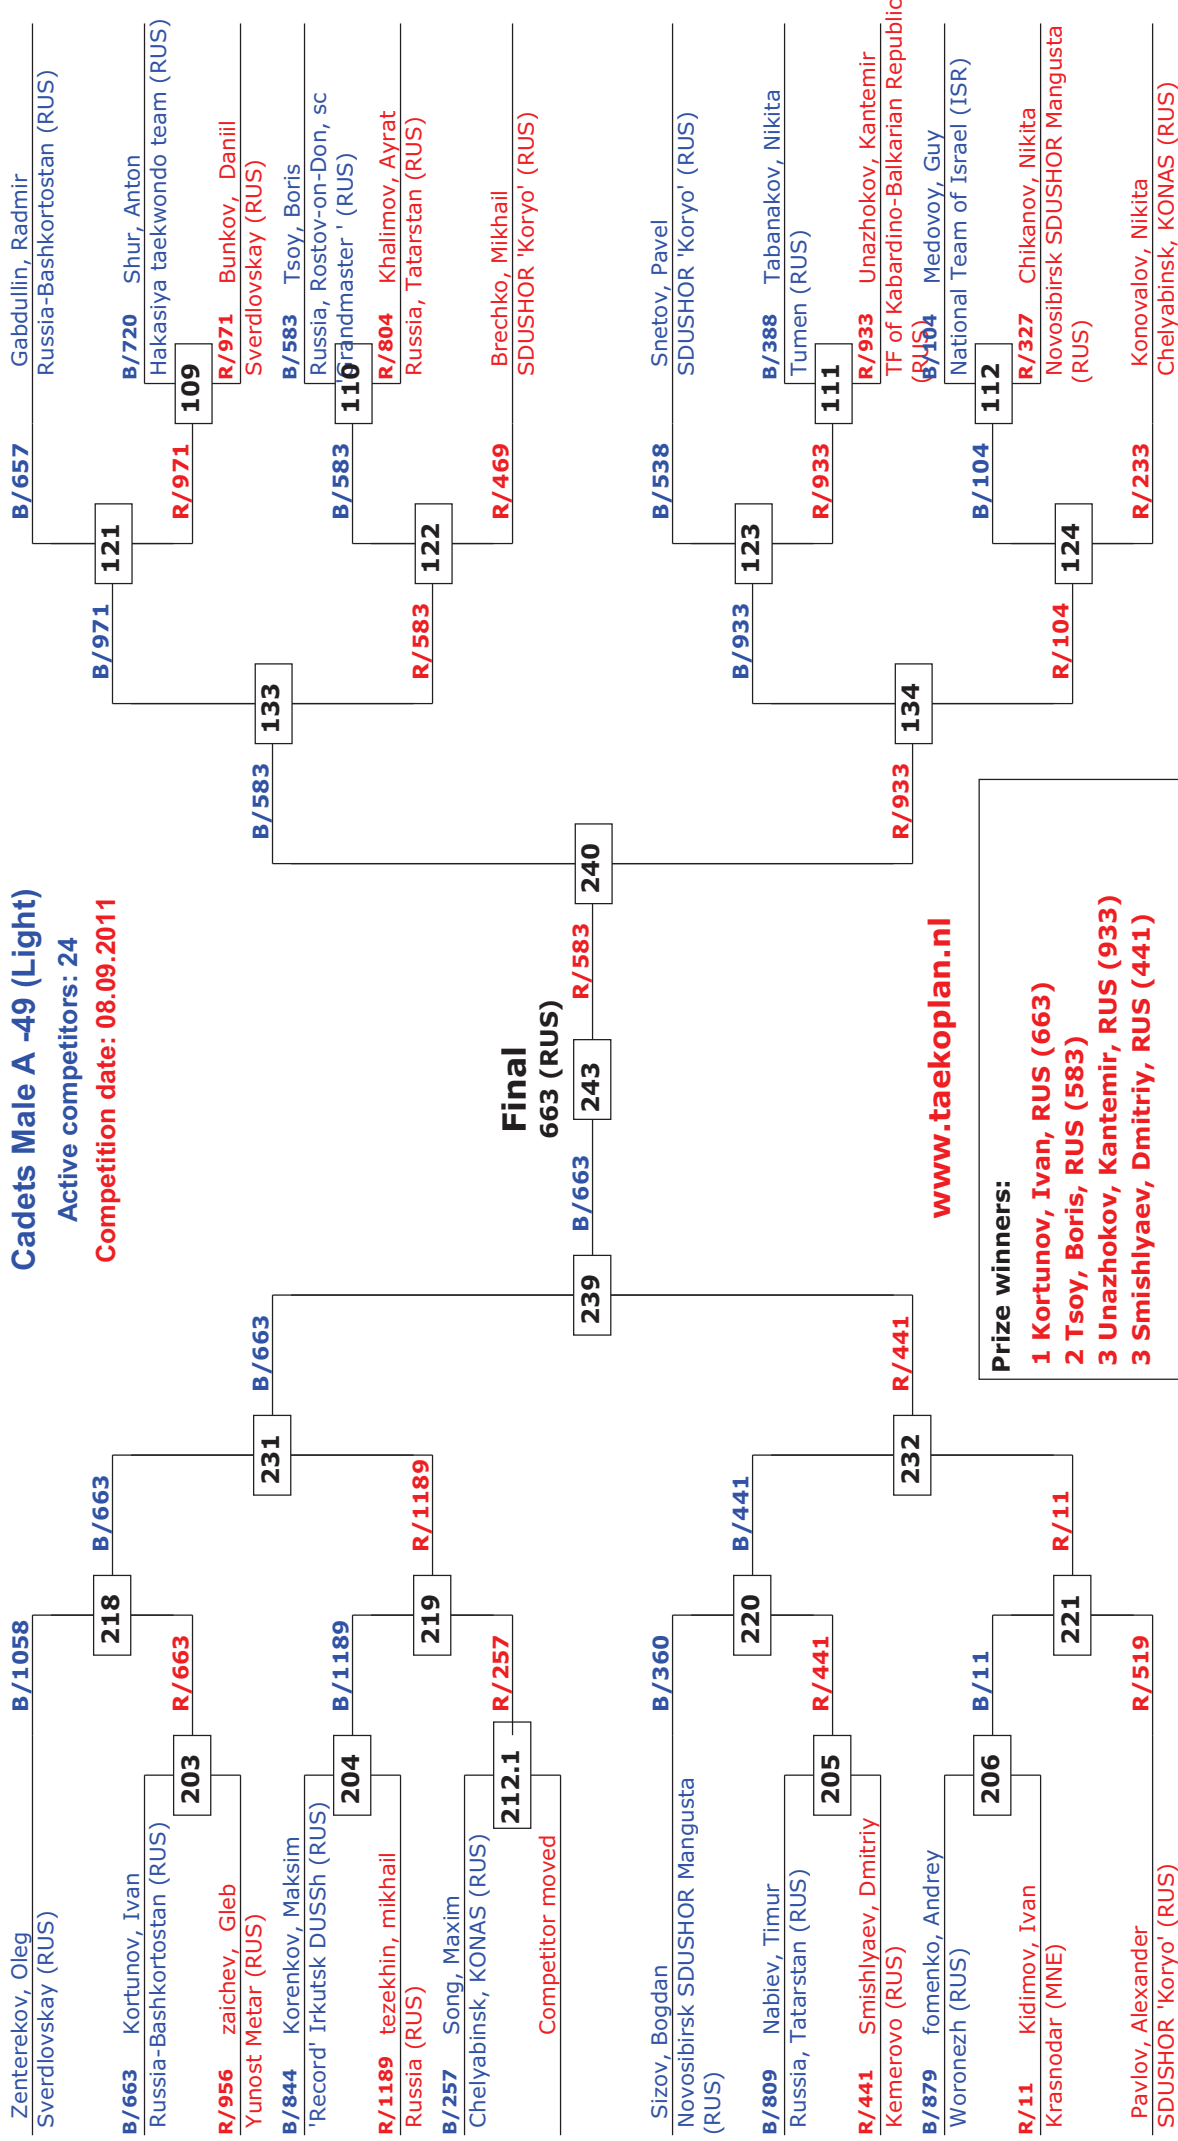 Cadets Male A -49 (Light)
Active competitors: 24
Competition date: 08.09.2011
Zenterekov, Oleg
B/1058
Sverdlovskay (RUS)
218
B/663
B/663 Kortunov, Ivan
Russia-Bashkortostan (RUS)
203
R/663
R/956 zaichev, Gleb
Yunost Metar (RUS)
231
B/663
B/844 Korenkov, Maksim
'Record' Irkutsk DUSSh (RUS)
204
B/1189
R/1189 tezekhin, mikhail
Russia (RUS)
219
R/1189
B/257 Song, Maxim
Chelyabinsk, KONAS (RUS)
212.1
R/257
Competitor moved
239
B/663
Sizov, Bogdan
B/360
Novosibirsk SDUSHOR Mangusta
(RUS)
220
B/441
B/809 Nabiev, Timur
Russia, Tatarstan (RUS)
205
R/441
R/441 Smishlyaev, Dmitriy
Kemerovo (RUS)
232
R/441
B/879 fomenko, Andrey
Woronezh (RUS)
206
B/11
R/11 Kidimov, Ivan
Krasnodar (MNE)
221
R/11
Pavlov, Alexander
R/519
SDUSHOR 'Koryo' (RUS)
Final
663 (RUS)
243
R/583
240
B/657
Gabdullin, Radmir
Russia-Bashkortostan (RUS)
B/971
121
B/720 Shur, Anton
Hakasiya taekwondo team (RUS)
R/971
109
R/971 Bunkov, Daniil
Sverdlovskay (RUS)
B/583
133
B/583 Tsoy, Boris
Russia, Rostov-on-Don, sc
'Grandmaster ' (RUS)
B/583
110
R/804 Khalimov, Ayrat
Russia, Tatarstan (RUS)
R/583
122
R/469
Brechko, Mikhail
SDUSHOR 'Koryo' (RUS)
B/538
Snetov, Pavel
SDUSHOR 'Koryo' (RUS)
B/933
123
B/388 Tabanakov, Nikita
Tumen (RUS)
R/933
111
R/933 Unazhokov, Kantemir
TF of Kabardino-Balkarian Republic
(RUS)
R/933
134
B/104 Medovoy, Guy
National Team of Israel (ISR)
B/104
112
R/327 Chikanov, Nikita
Novosibirsk SDUSHOR Mangusta
(RUS)
R/104
124
R/233
Konovalov, Nikita
Chelyabinsk, KONAS (RUS)
www.taekoplan.nl
Prize winners:
1 Kortunov, Ivan, RUS (663)
2 Tsoy, Boris, RUS (583)
3 Unazhokov, Kantemir, RUS (933)
3 Smishlyaev, Dmitriy, RUS (441)